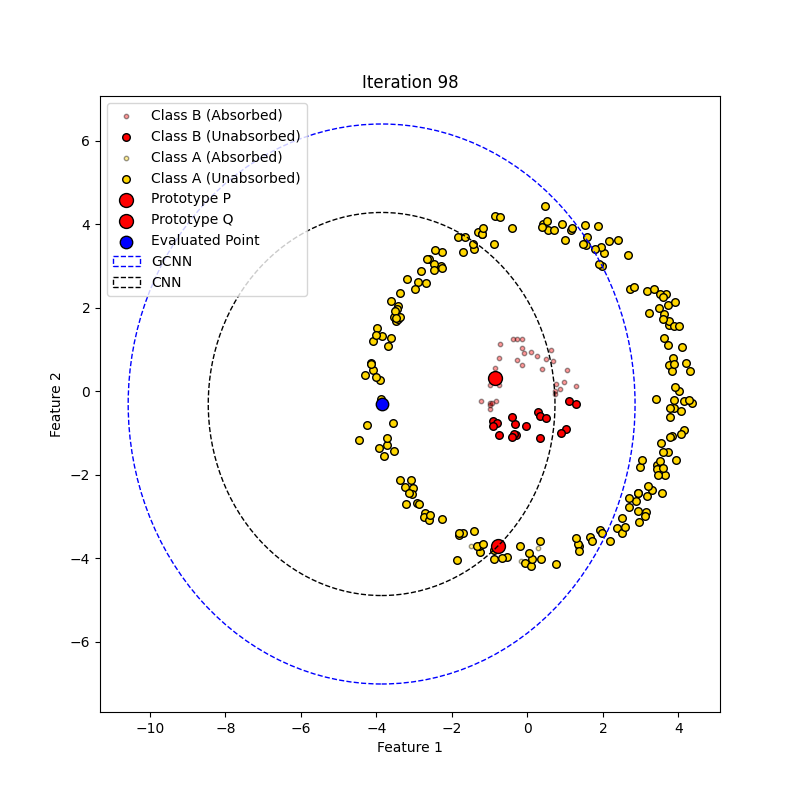 Iteration 98
Class B (Absorbed)
Class B (Unabsorbed)
Class A (Absorbed)
Class A (Unabsorbed)
Prototype P
Prototype Q
Evaluated Point
GCNN
CNN
6
4
2
0
−2
−4
−6
Feature 2
−10 −8 −6 −4 −2 0 2 4
Feature 1